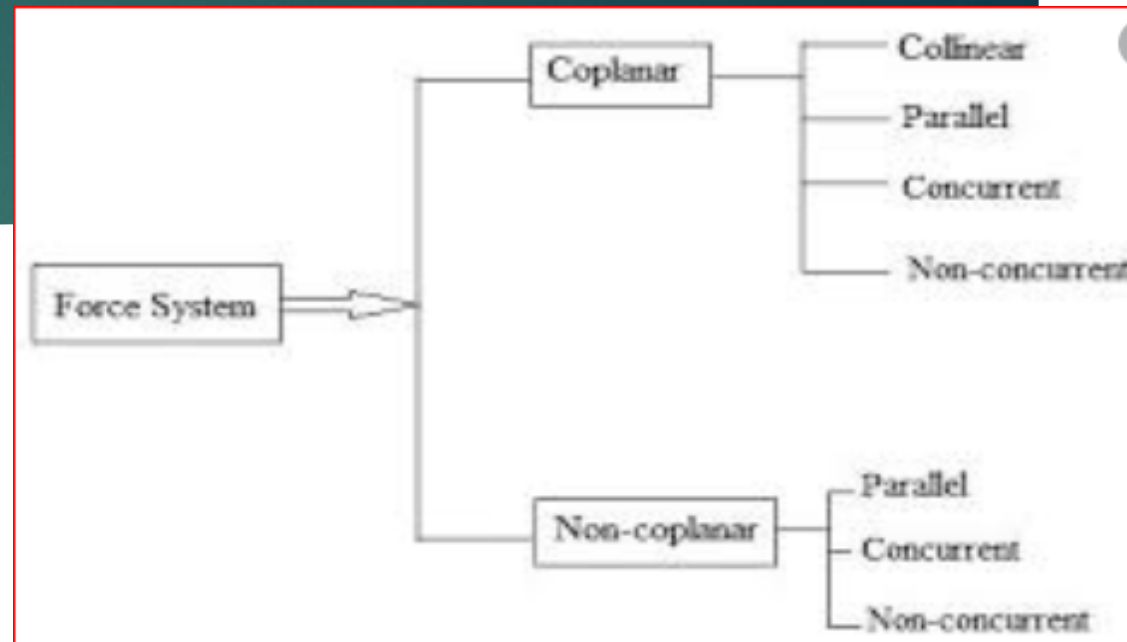 Coplanar
Collinear
Parallel
Concurrent
Non-concurrent
Force System
Non-coplanar
Parallel
Concurrent
Non-concurrent